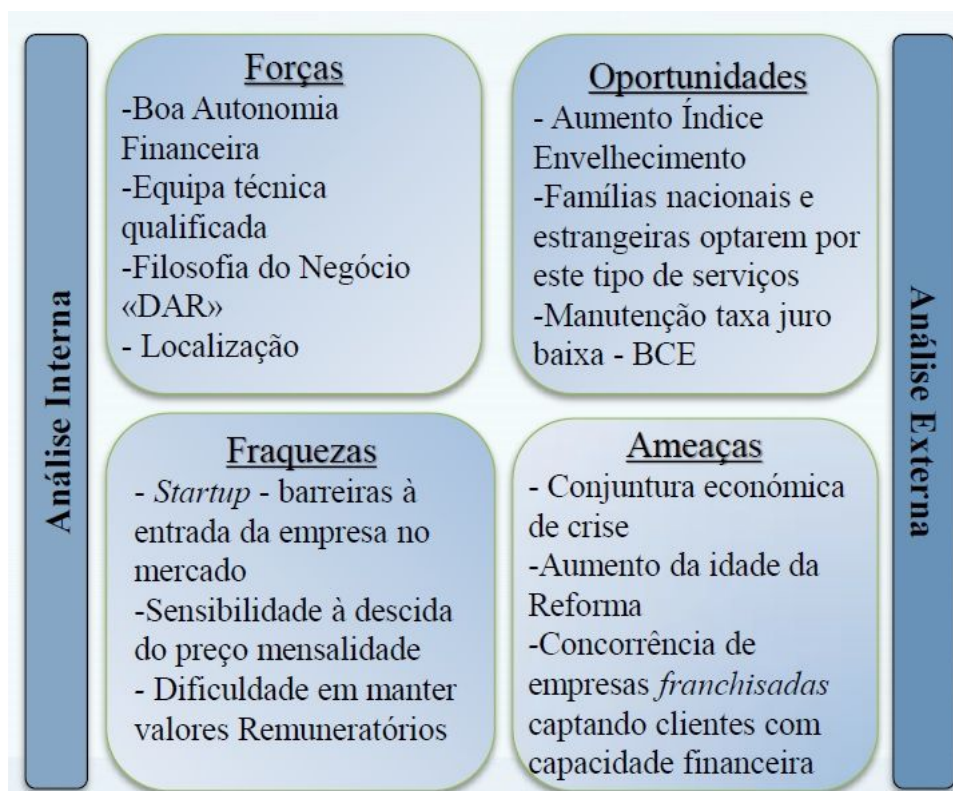 Análise Interna
Forças
-Boa Autonomia
Financeira
-Equipa técnica
qualificada
-Filosofia do Negócio
«DAR»
- Localização
Oportunidades
- Aumento Índice
Envelhecimento
-Famílias nacionais e
estrangeiras optarem por
este tipo de serviços
-Manutenção taxa juro
baixa - BCE
Fraquezas
- Startup - barreiras à
entrada da empresa no
mercado
-Sensibilidade à descida
do preço mensalidade
- Dificuldade em manter
valores Remuneratórios
Ameaças
- Conjuntura económica
de crise
-Aumento da idade da
Reforma
-Concorrência de
empresas franchisadas
captando clientes com
capacidade financeira
Análise Externa